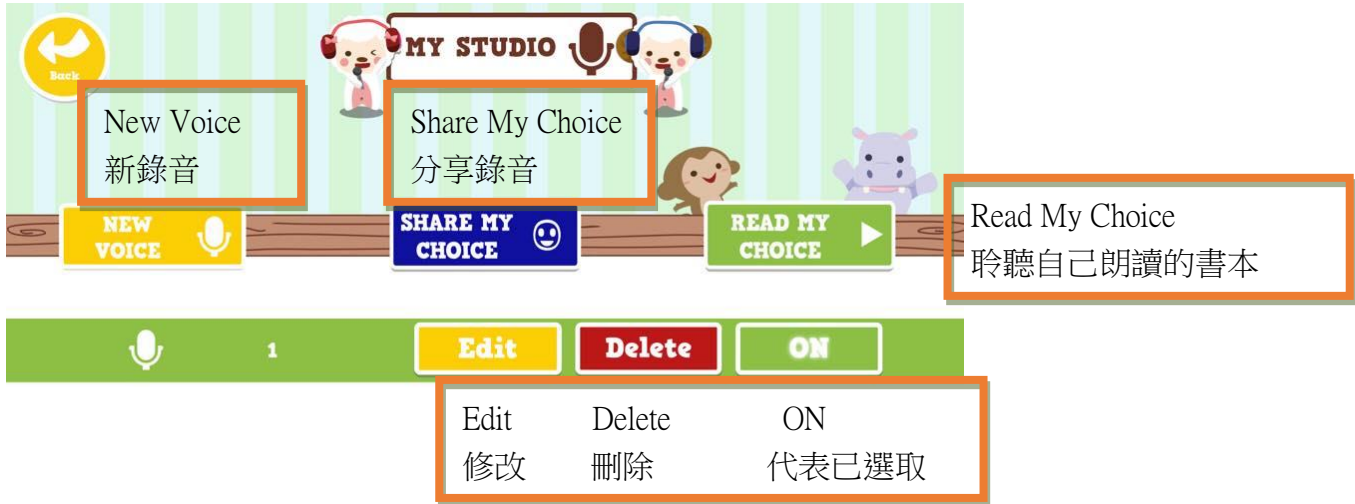 MY STUDIO
Back
New Voice
新錄音
Share My Choice
分享錄音
NEW
VOICE
SHARE MY
CHOICE
READ MY
CHOICE
Read My Choice
聆聽自己朗讀的書本
1 Edit Delete ON
Edit Delete ON
修改 刪除 代表已選取